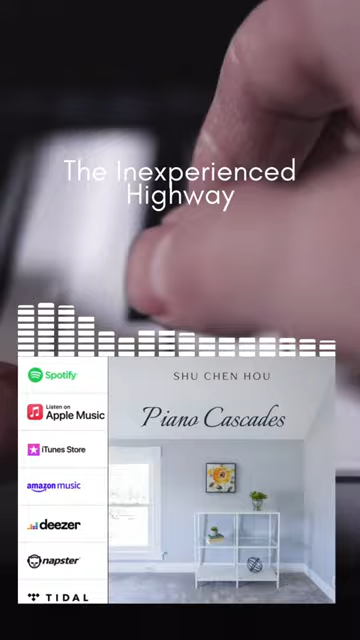 The Inexperienced
Highway
Spotify
Listen on
Apple Music
iTunes Store
amazon music
deezer
napster
TIDAL
SHU CHEN HOU
Piano Cascades